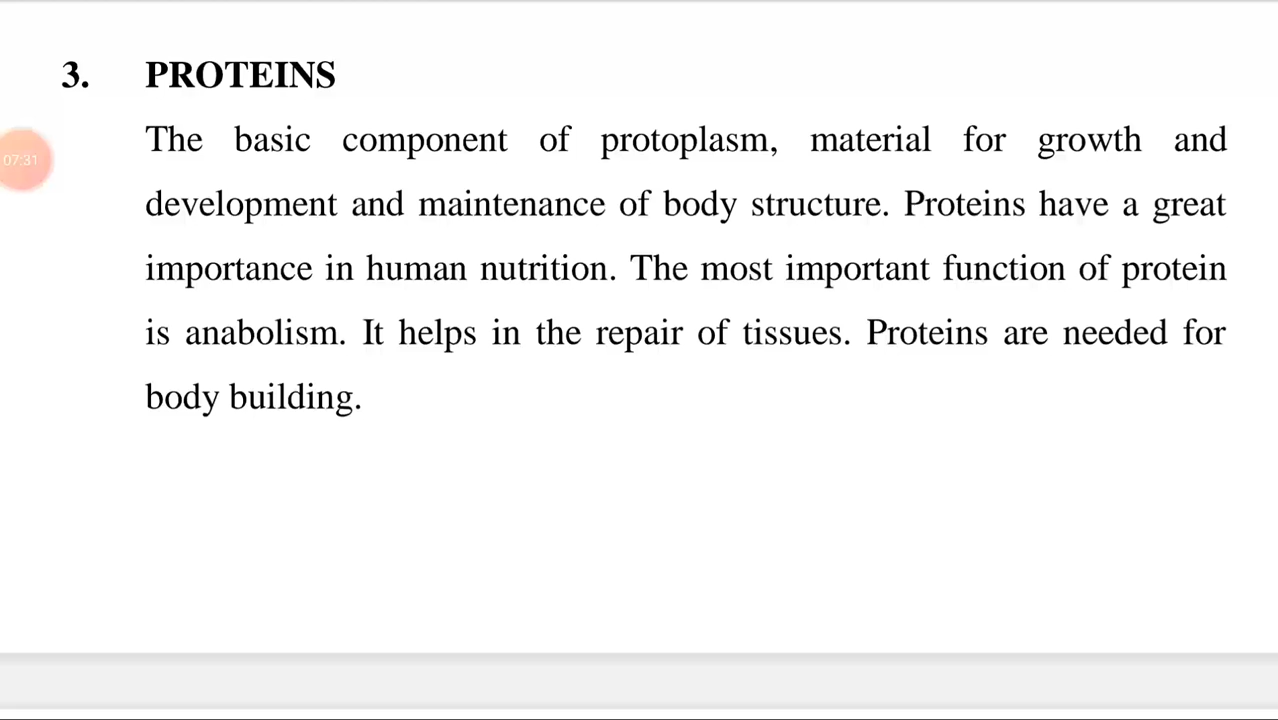 3. PROTEINS
The basic component of protoplasm, material for growth and
07:31
development and maintenance of body structure. Proteins have a great
importance in human nutrition. The most important function of protein
is anabolism. It helps in the repair of tissues. Proteins are needed for
body building.